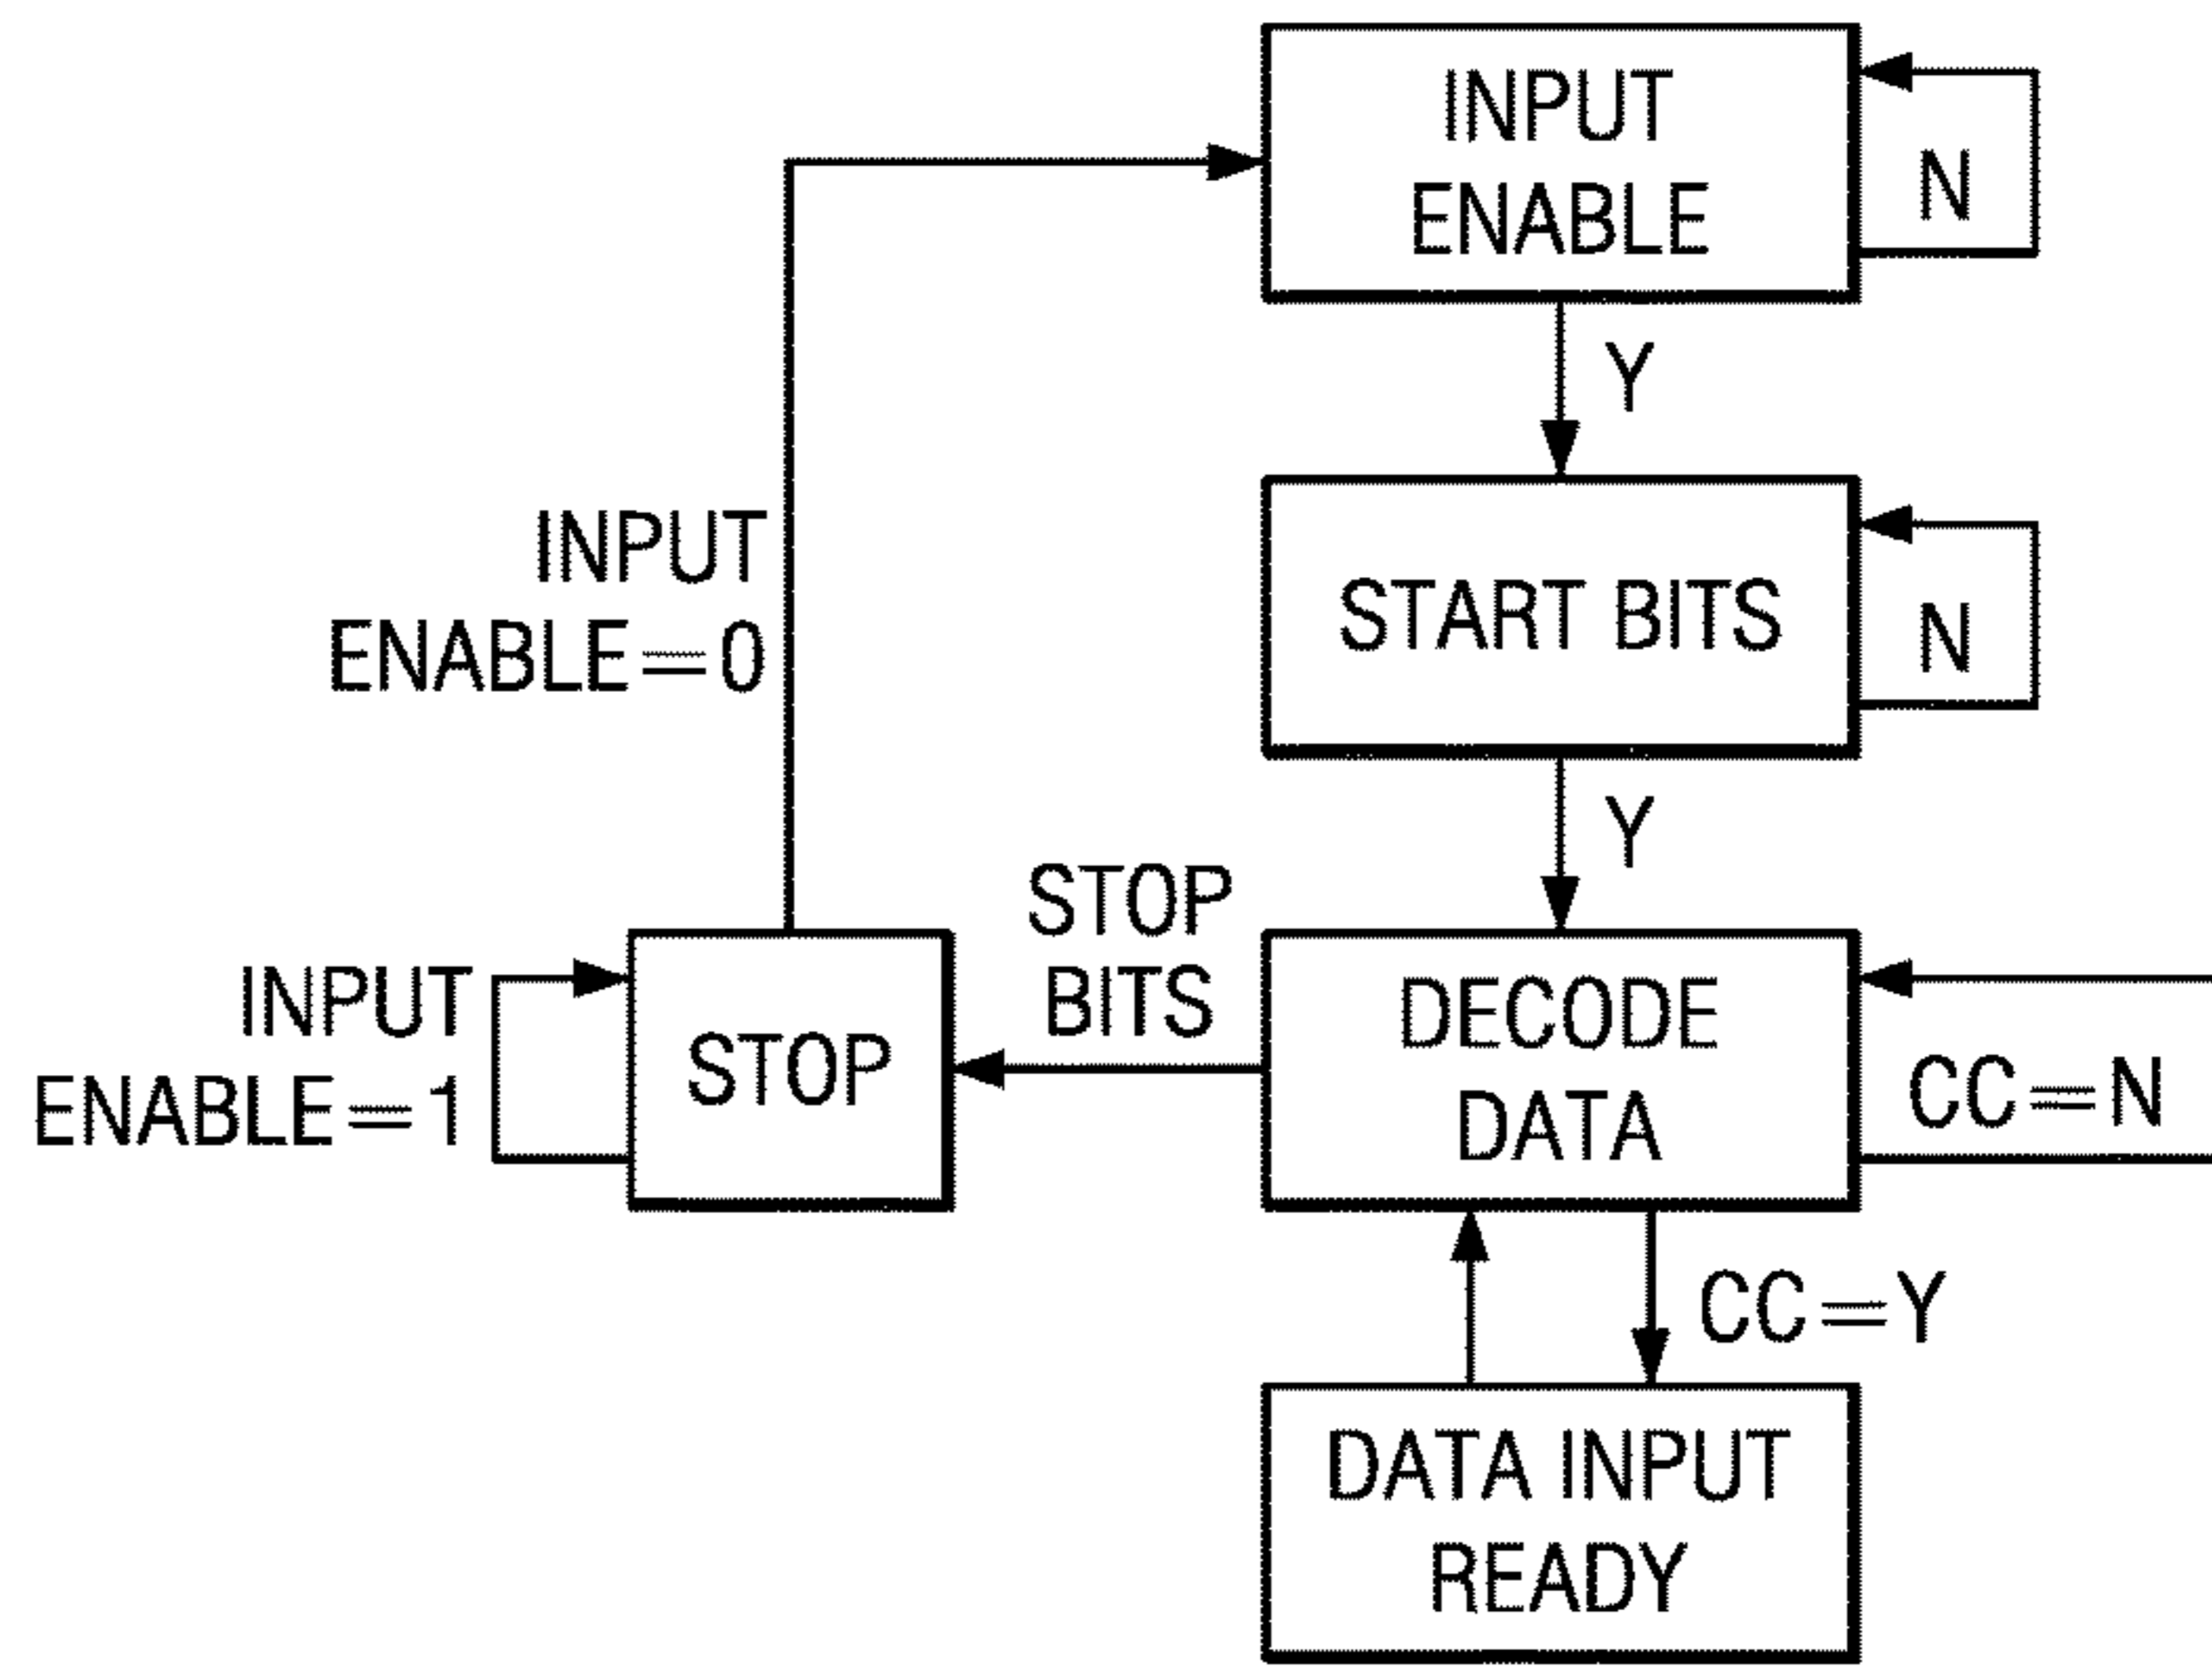 INPUT
ENABLE
N
Y
START BITS
N
INPUT
ENABLE=0
Y
STOP
BITS
INPUT
ENABLE=1
STOP
DECODE
DATA
CC=N
CC=Y
DATA INPUT
READY